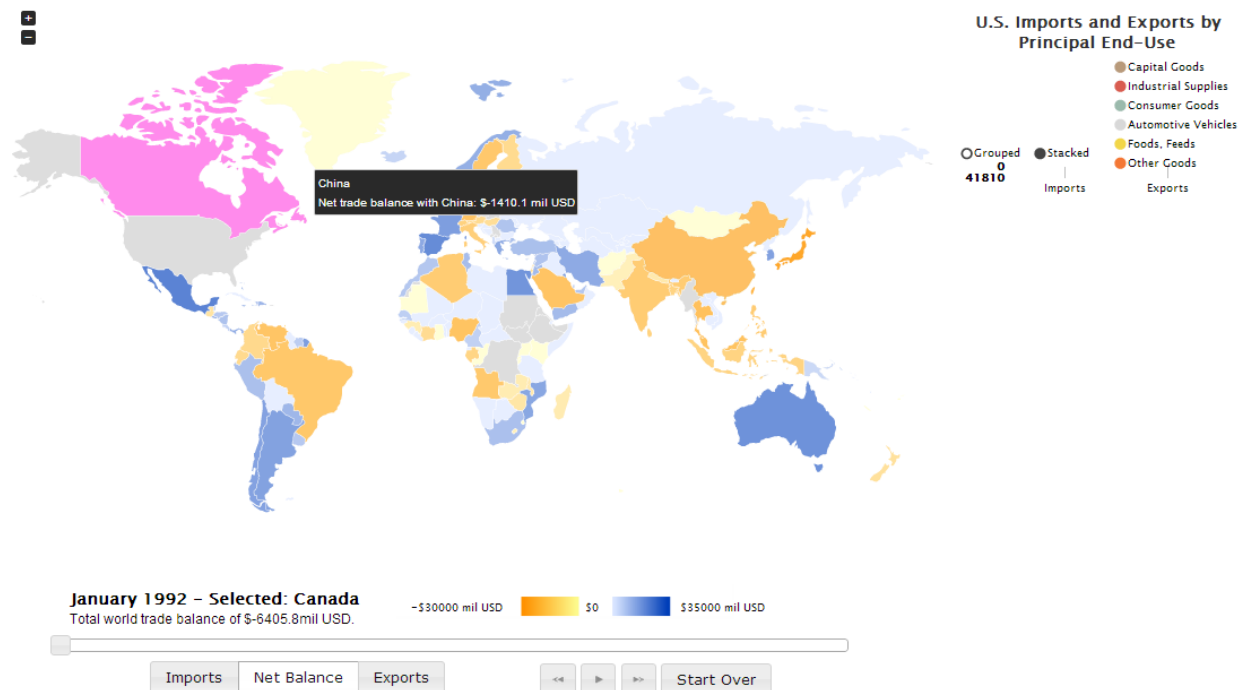 +
−
U.S. Imports and Exports by
Principal End-Use
Capital Goods
Industrial Supplies
Consumer Goods
Automotive Vehicles
Foods, Feeds
Other Goods
Grouped
Stacked
0
41810
Imports
Exports
China
Net trade balance with China: $-1410.1 mil USD
January 1992 - Selected: Canada
Total world trade balance of $-6405.8mil USD.
-$30000 mil USD
$0
$35000 mil USD
Imports
Net Balance
Exports
Start Over